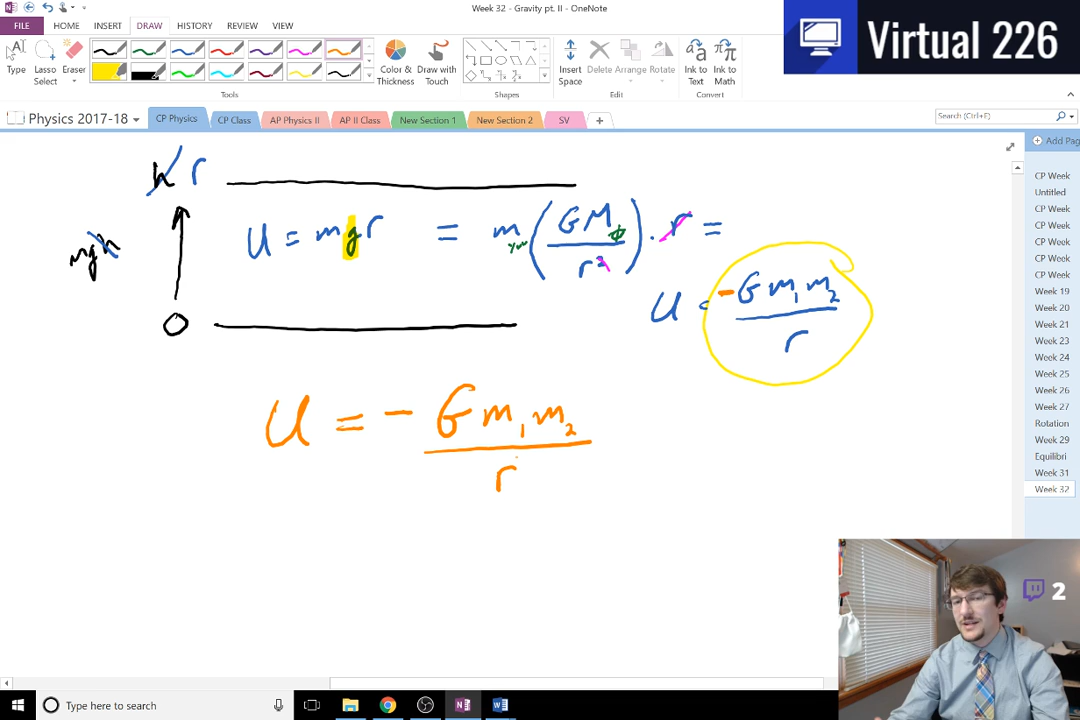 Week 32 - Gravity pt. II - OneNote
Virtual 226
FILE HOME INSERT DRAW HISTORY REVIEW VIEW
Type Lasso Select Eraser Color & Thickness Draw with Touch Insert Space Delete Arrange Rotate Ink to Text Ink to Math
Tools Shapes Edit Convert
Physics 2017-18 CP Physics CP Class AP Physics II AP II Class New Section 1 New Section 2 SV + Search (Ctrl+E)
Add Pag
CP Week
Untitled
CP Week
CP Week
CP Week
CP Week
CP Week
Week 19
Week 20
Week 21
Week 23
Week 24
Week 25
Week 26
Week 27
Rotation
Week 29
Equilibri
Week 31
Week 32
h r
mgh
U = mgr = m (GM / r²) · r =
U = -Gm₁m₂ / r
0
U = - Gm₁m₂ / r
2
Type here to search